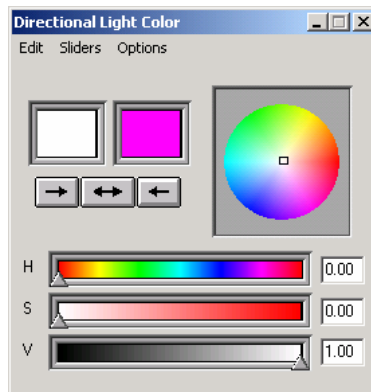 Directional Light Color
Edit Sliders Options
H 0.00
S 0.00
V 1.00